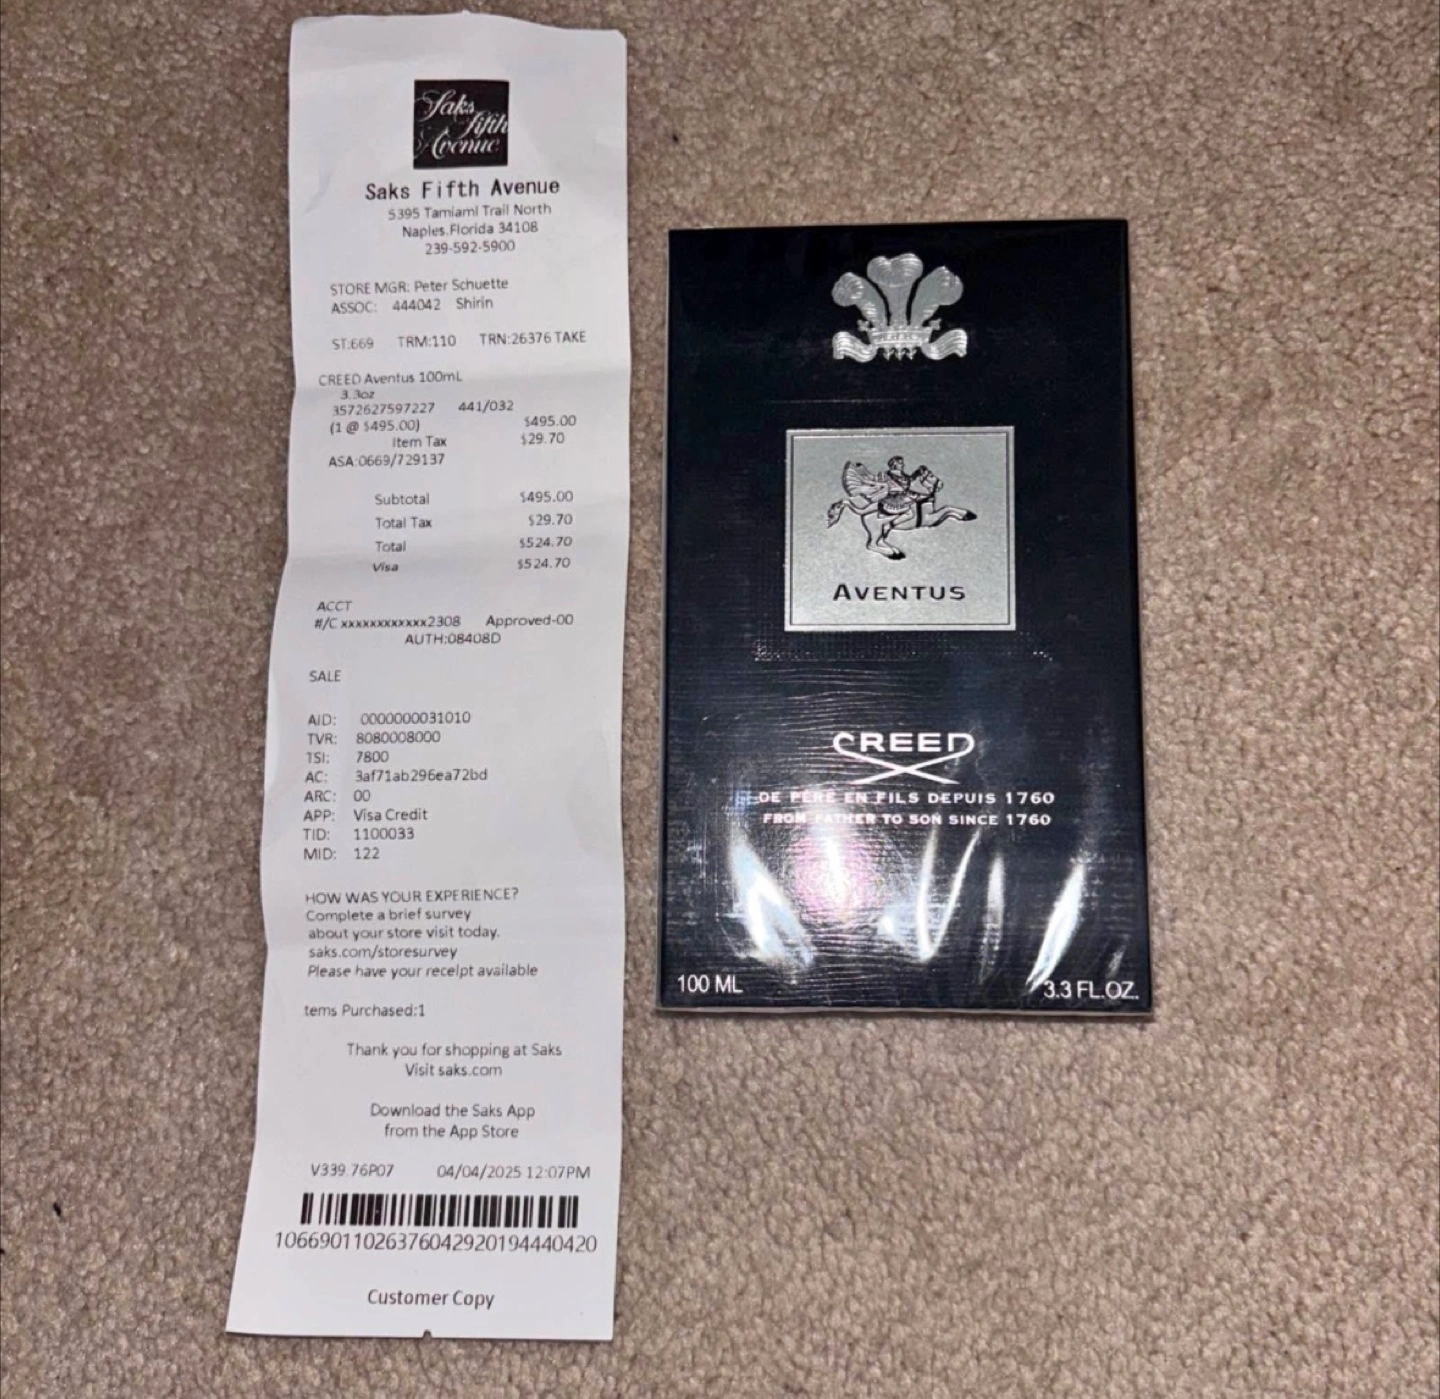 Saks
Fifth
Avenue
Saks Fifth Avenue
5395 Tamiami Trail North
Naples.Florida 34108
239-592-5900
STORE MGR: Peter Schuette
ASSOC: 444042 Shirin
ST:669 TRM:110 TRN:26376 TAKE
CREED Aventus 100mL
3.3oz
3572627597227 441/032
(1 @ $495.00) $495.00
Item Tax $29.70
ASA:0669/729137
Subtotal $495.00
Total Tax $29.70
Total $524.70
Visa $524.70
ACCT
#/C xxxxxxxxxxxx2308 Approved-00
AUTH:08408D
SALE
AID: 0000000031010
TVR: 8080008000
TSI: 7800
AC: 3af71ab296ea72bd
ARC: 00
APP: Visa Credit
TID: 1100033
MID: 122
HOW WAS YOUR EXPERIENCE?
Complete a brief survey
about your store visit today.
saks.com/storesurvey
Please have your receipt available
tems Purchased:1
Thank you for shopping at Saks
Visit saks.com
Download the Saks App
from the App Store
V339.76P07 04/04/2025 12:07PM
10669011026376042920194440420
Customer Copy
AVENTUS
CREED
DE PÈRE EN FILS DEPUIS 1760
FROM FATHER TO SON SINCE 1760
100 ML 3.3 FL.OZ.